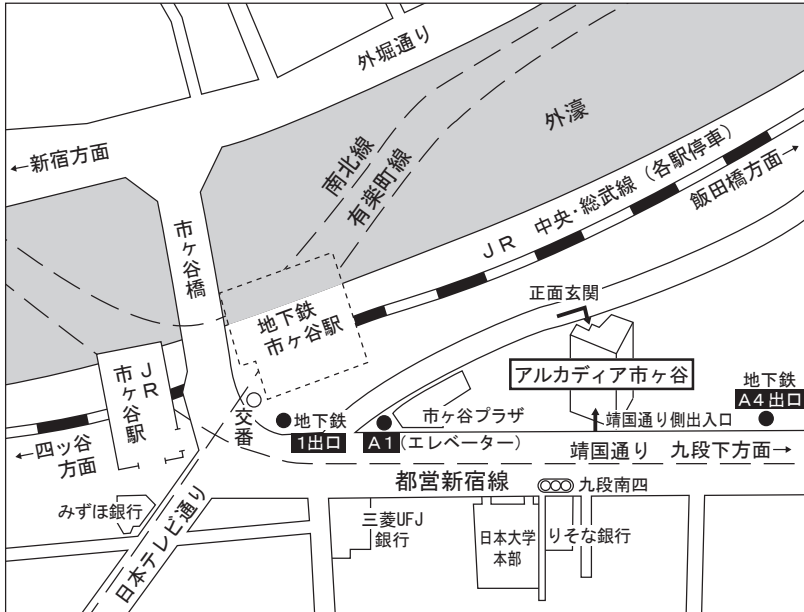 外堀通り
←新宿方面
南北線
有楽町線
外濠
JR 中央・総武線（各駅停車）
飯田橋方面→
市ヶ谷橋
地下鉄
市ヶ谷駅
正面玄関
アルカディア市ヶ谷
地下鉄
A4出口
JR
市ヶ谷駅
交番
地下鉄
1出口
A1(エレベーター)
市ヶ谷プラザ
靖国通り側出入口
←四ッ谷
方面
靖国通り 九段下方面→
都営新宿線
九段南四
みずほ銀行
日本テレビ通り
三菱UFJ
銀行
日本大学
本部
りそな銀行